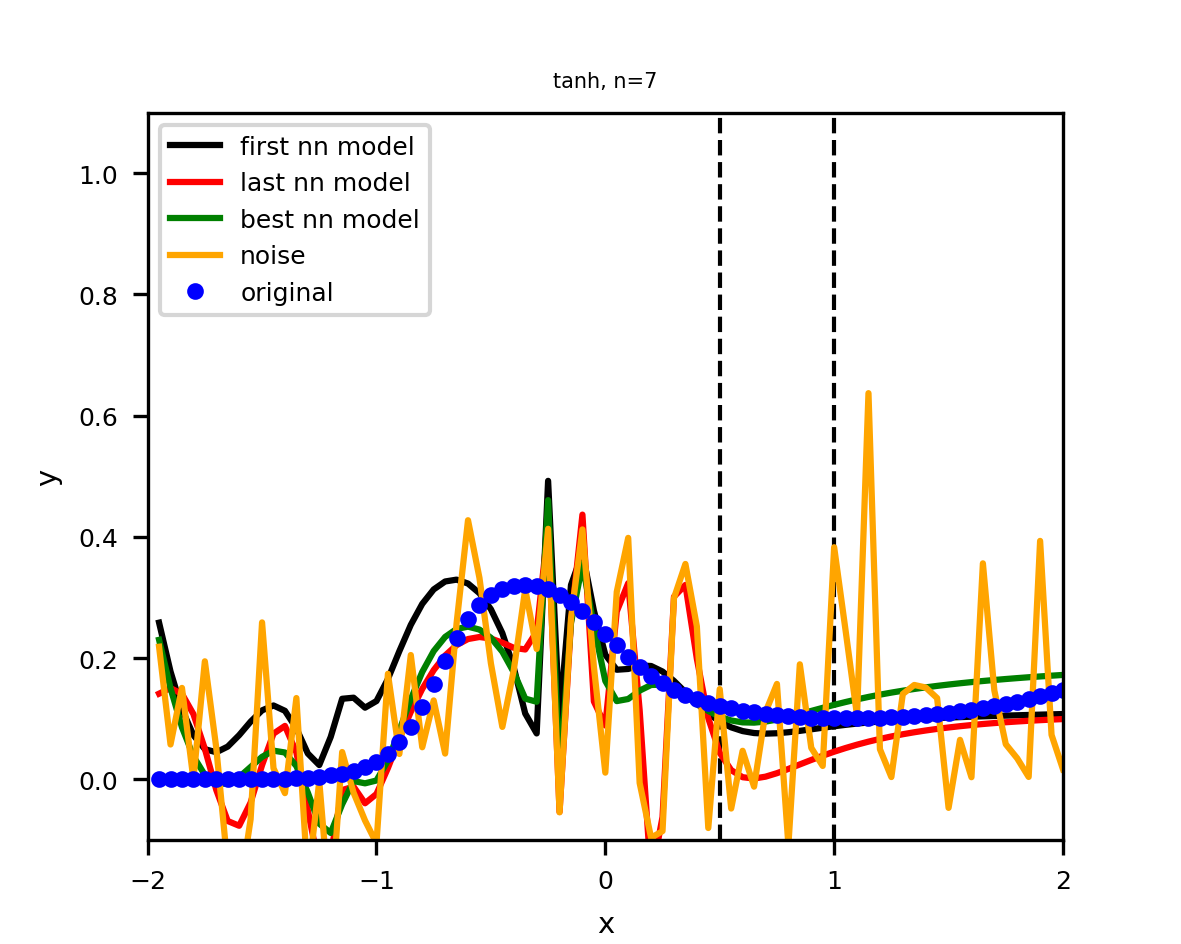 tanh, n=7
first nn model
last nn model
best nn model
noise
original
1.0
0.8
0.6
0.4
0.2
0.0
y
−2
−1
0
1
2
x